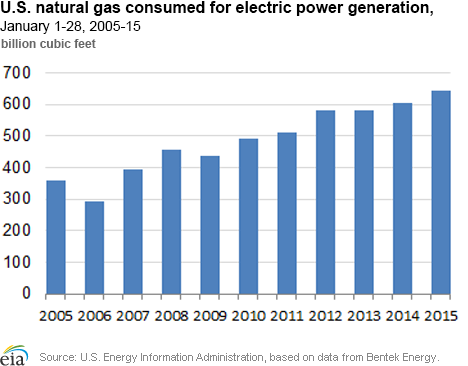 U.S. natural gas consumed for electric power generation,
January 1-28, 2005-15
billion cubic feet
700
600
500
400
300
200
100
0
2005 2006 2007 2008 2009 2010 2011 2012 2013 2014 2015
eia Source: U.S. Energy Information Administration, based on data from Bentek Energy.